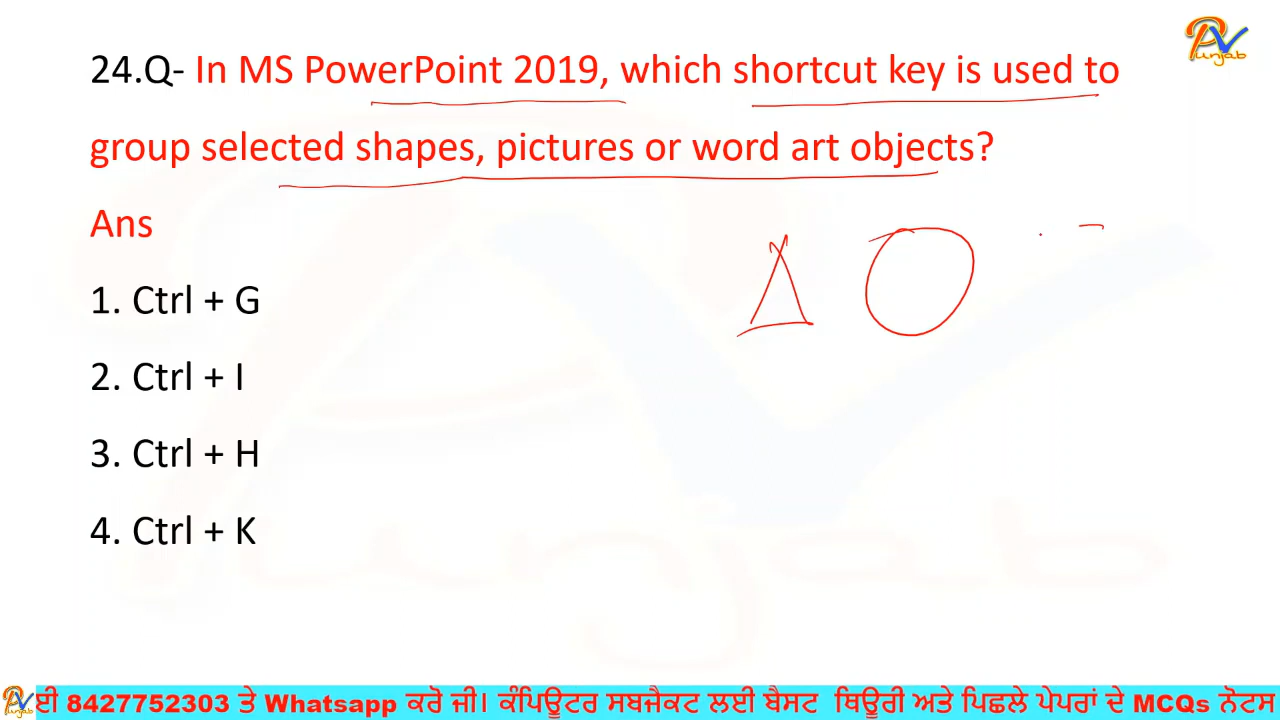 Punjab
24.Q- In MS PowerPoint 2019, which shortcut key is used to
group selected shapes, pictures or word art objects?
Ans
1. Ctrl + G
2. Ctrl + I
3. Ctrl + H
4. Ctrl + K
ਈ 8427752303 ਤੇ Whatsapp ਕਰੋ ਜੀ। ਕੰਪਿਊਟਰ ਸਬਜੈਕਟ ਲਈ ਬੈਸਟ ਥਿਊਰੀ ਅਤੇ ਪਿਛਲੇ ਪੇਪਰਾਂ ਦੇ MCQs ਨੋਟਸ